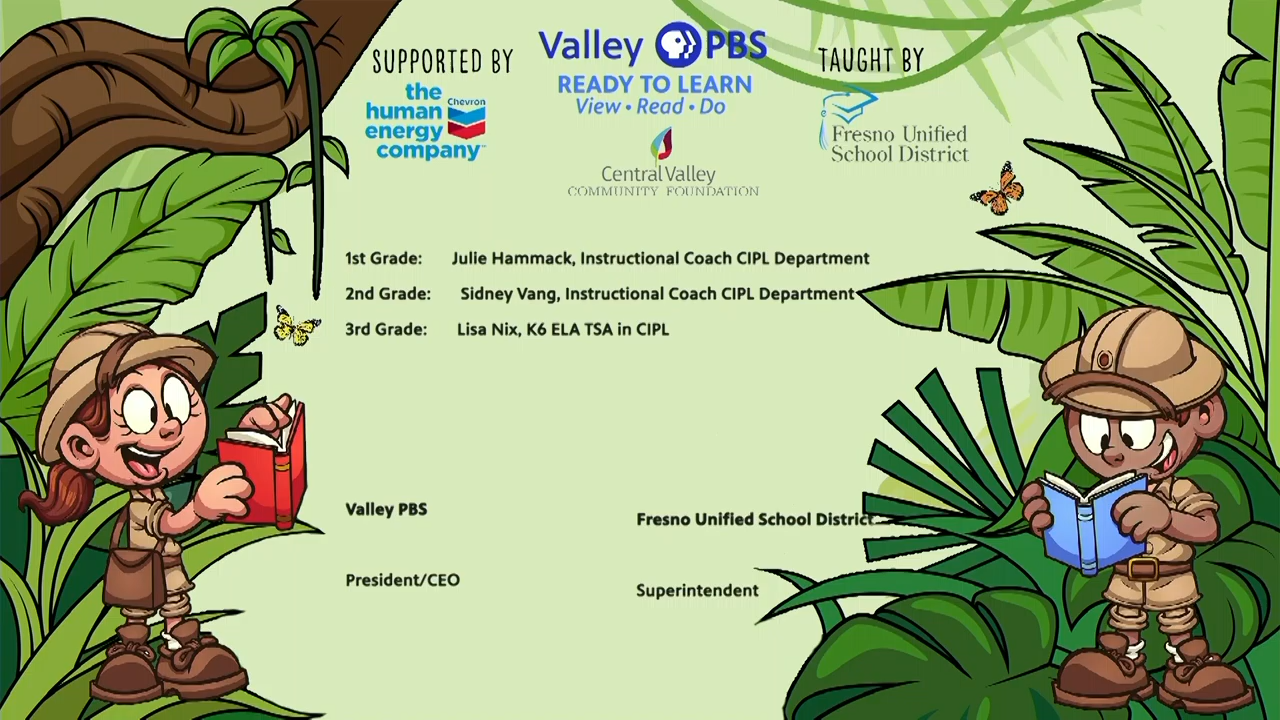 SUPPORTED BY
the
human
energy
company™
Chevron
Valley PBS
READY TO LEARN
View • Read • Do
Central Valley
COMMUNITY FOUNDATION
TAUGHT BY
Fresno Unified
School District
1st Grade: Julie Hammack, Instructional Coach CIPL Department
2nd Grade: Sidney Vang, Instructional Coach CIPL Department
3rd Grade: Lisa Nix, K6 ELA TSA in CIPL
Valley PBS
Fresno Unified School District
President/CEO
Superintendent